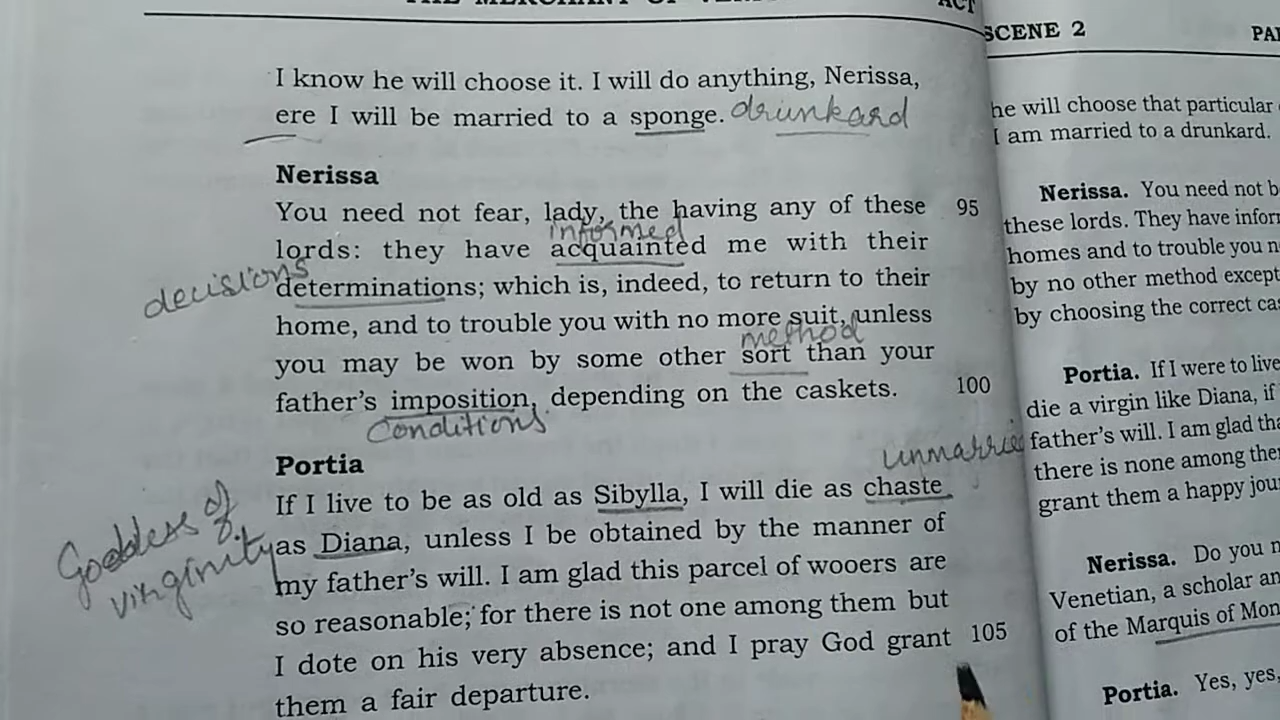 THE MERCHANT OF
ACT
I know he will choose it. I will do anything, Nerissa,
ere I will be married to a sponge. drunkard
Nerissa
You need not fear, lady, the having any of these 95
informed
lords: they have acquainted me with their
decisions
determinations; which is, indeed, to return to their
home, and to trouble you with no more suit, unless
method
you may be won by some other sort than your
father's imposition, depending on the caskets. 100
Conditions
Portia
unmarrie
If I live to be as old as Sibylla, I will die as chaste
Goddess of
virginity
as Diana, unless I be obtained by the manner of
my father's will. I am glad this parcel of wooers are
so reasonable; for there is not one among them but
I dote on his very absence; and I pray God grant 105
them a fair departure.
SCENE 2
he will choose that particular
I am married to a drunkard.
Nerissa. You need not b
these lords. They have infor
homes and to trouble you n
by no other method except
by choosing the correct ca
Portia. If I were to live
die a virgin like Diana, if
father's will. I am glad tha
there is none among the
grant them a happy jou
Nerissa. Do you
Venetian, a scholar an
of the Marquis of Mon
Portia. Yes, yes,